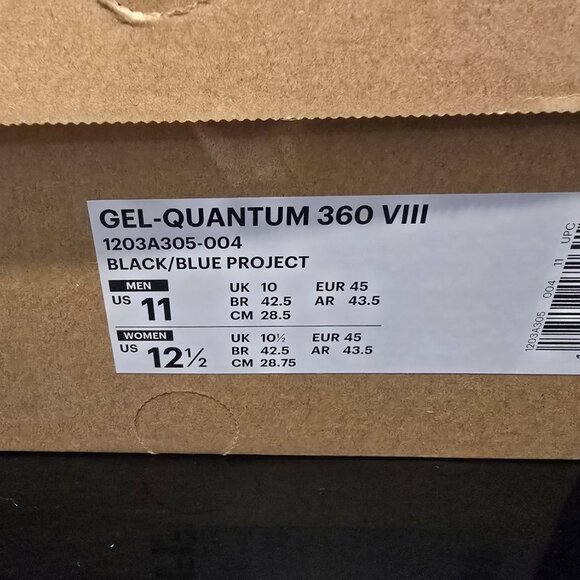 GEL-QUANTUM 360 VIII
1203A305-004
BLACK/BLUE PROJECT
MEN
US 11
UK 10 EUR 45
BR 42.5 AR 43.5
CM 28.5
WOMEN
US 12½
UK 10½ EUR 45
BR 42.5 AR 43.5
CM 28.75
1203A305 004 11 UPC